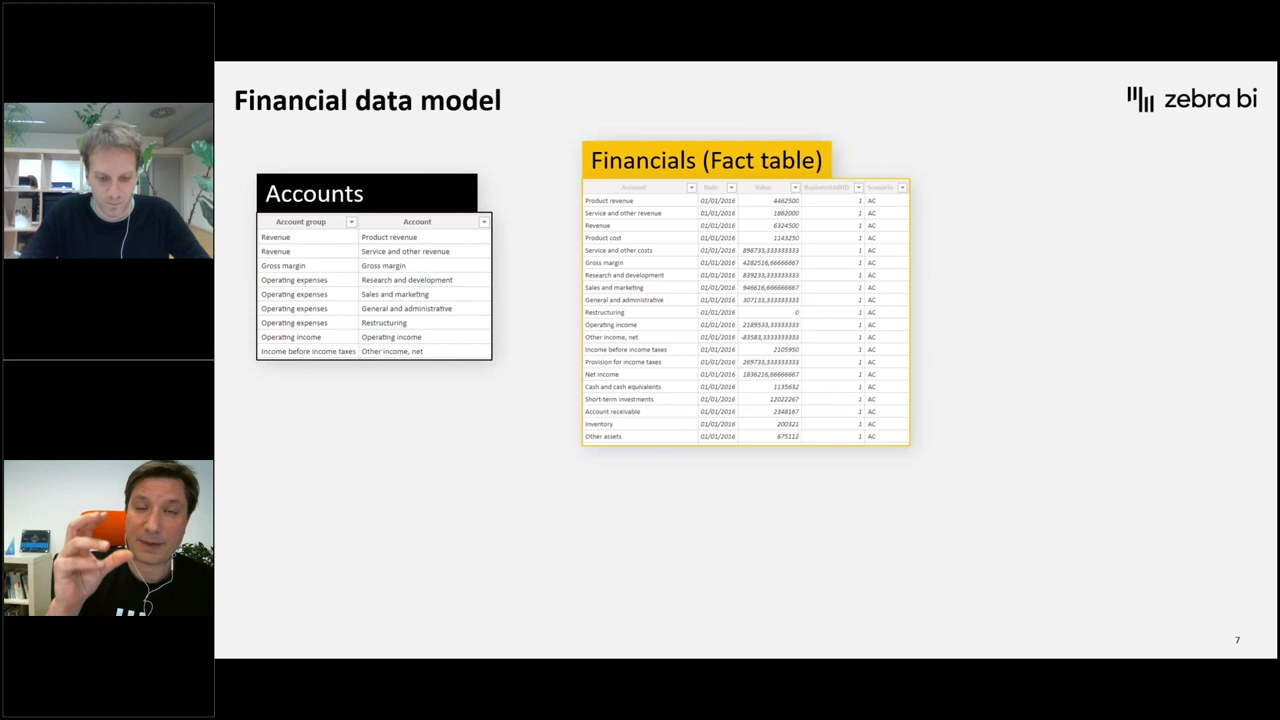 Financial data model
zebra bi
Accounts
Account group Account
Revenue Product revenue
Revenue Service and other revenue
Gross margin Gross margin
Operating expenses Research and development
Operating expenses Sales and marketing
Operating expenses General and administrative
Operating expenses Restructuring
Operating income Operating income
Income before income taxes Other income, net
Financials (Fact table)
Account Date Value BusinessUnitID Scenario
Product revenue 01/01/2016 4462500 1 AC
Service and other revenue 01/01/2016 1862000 1 AC
Revenue 01/01/2016 6324500 1 AC
Product cost 01/01/2016 1143250 1 AC
Service and other costs 01/01/2016 898733,333333333 1 AC
Gross margin 01/01/2016 4282516,66666667 1 AC
Research and development 01/01/2016 839233,333333333 1 AC
Sales and marketing 01/01/2016 946616,666666667 1 AC
General and administrative 01/01/2016 307133,333333333 1 AC
Restructuring 01/01/2016 0 1 AC
Operating income 01/01/2016 2189533,33333333 1 AC
Other income, net 01/01/2016 -83583,3333333333 1 AC
Income before income taxes 01/01/2016 2105950 1 AC
Provision for income taxes 01/01/2016 269733,333333333 1 AC
Net income 01/01/2016 1836216,66666667 1 AC
Cash and cash equivalents 01/01/2016 1135632 1 AC
Short-term investments 01/01/2016 12022267 1 AC
Account receivable 01/01/2016 2348167 1 AC
Inventory 01/01/2016 200321 1 AC
Other assets 01/01/2016 675112 1 AC
7